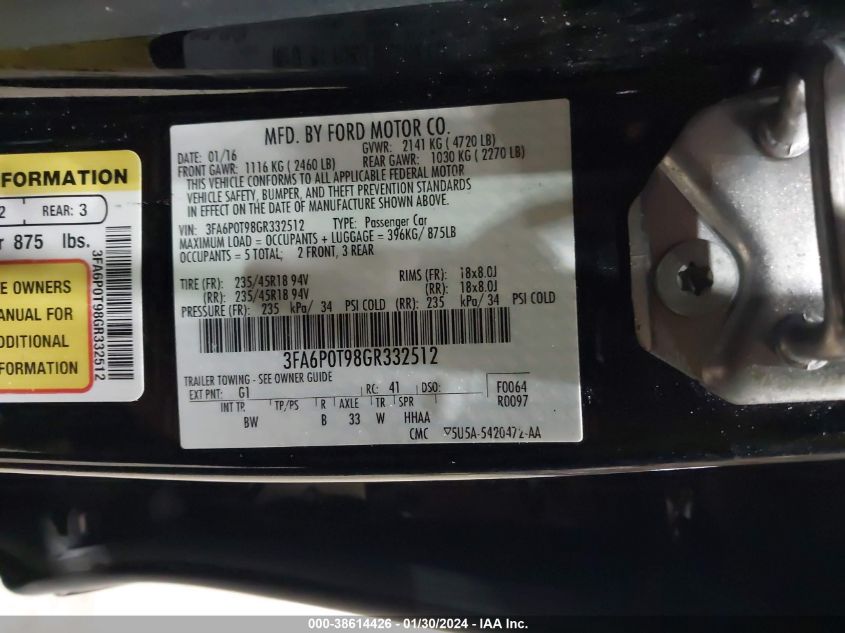 MFD. BY FORD MOTOR CO.
DATE: 01/16 GVWR: 2141 KG ( 4720 LB)
FRONT GAWR: 1116 KG ( 2460 LB) REAR GAWR: 1030 KG ( 2270 LB)
THIS VEHICLE CONFORMS TO ALL APPLICABLE FEDERAL MOTOR
VEHICLE SAFETY, BUMPER, AND THEFT PREVENTION STANDARDS
IN EFFECT ON THE DATE OF MANUFACTURE SHOWN ABOVE.
VIN: 3FA6P0T98GR332512 TYPE: Passenger Car
MAXIMUM LOAD = OCCUPANTS + LUGGAGE = 396KG/ 875LB
OCCUPANTS = 5 TOTAL; 2 FRONT, 3 REAR
TIRE (FR): 235/45R18 94V RIMS (FR): 18x8.0J
(RR): 235/45R18 94V (RR): 18x8.0J
PRESSURE (FR): 235 kPa/ 34 PSI COLD (RR): 235 kPa/ 34 PSI COLD
3FA6P0T98GR332512
TRAILER TOWING - SEE OWNER GUIDE
EXT PNT: G1 RC: 41 DSO: F0064
INT TP. TP/PS R AXLE TR SPR R0097
BW B 33 W HHAA
CMC 5U5A-5420472-AA
FORMATION
2 REAR: 3
875 lbs.
E OWNERS
ANUAL FOR
DDITIONAL
FORMATION
3FA6P0T98GR332512
000-38614426 - 01/30/2024 - IAA Inc.